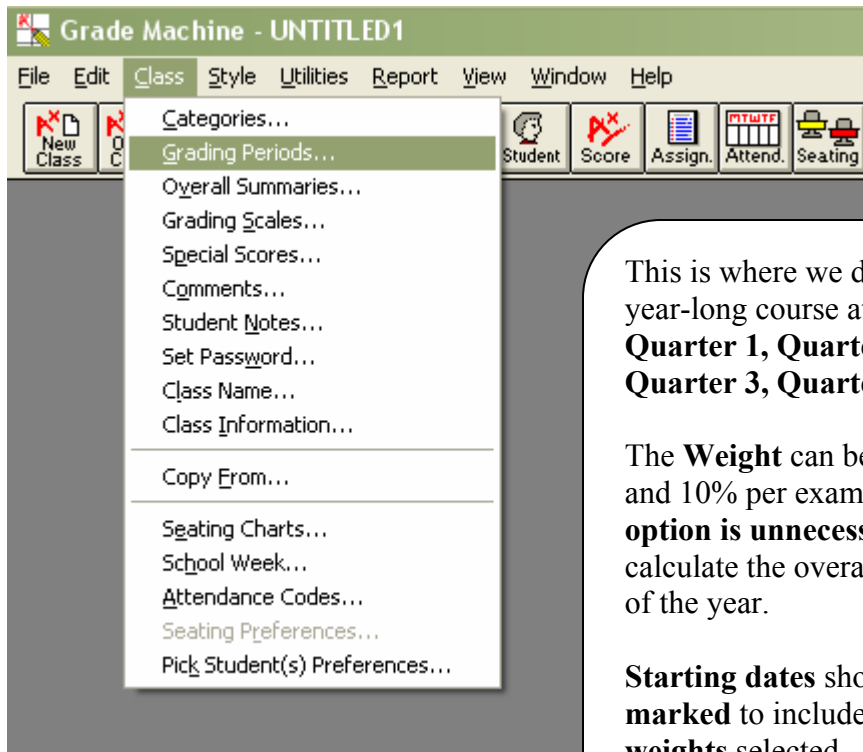 Grade Machine - UNTITLED1
File Edit Class Style Utilities Report View Window Help
New Class Student Score Assign. MTWTF Attend. Seating
Categories...
Grading Periods...
Overall Summaries...
Grading Scales...
Special Scores...
Comments...
Student Notes...
Set Password...
Class Name...
Class Information...
Copy From...
Seating Charts...
School Week...
Attendance Codes...
Seating Preferences...
Pick Student(s) Preferences...
This is where we d
year-long course a
Quarter 1, Quarte
Quarter 3, Quarte
The Weight can be
and 10% per exam
option is unnecess
calculate the overa
of the year.
Starting dates sho
marked to include
weights selected